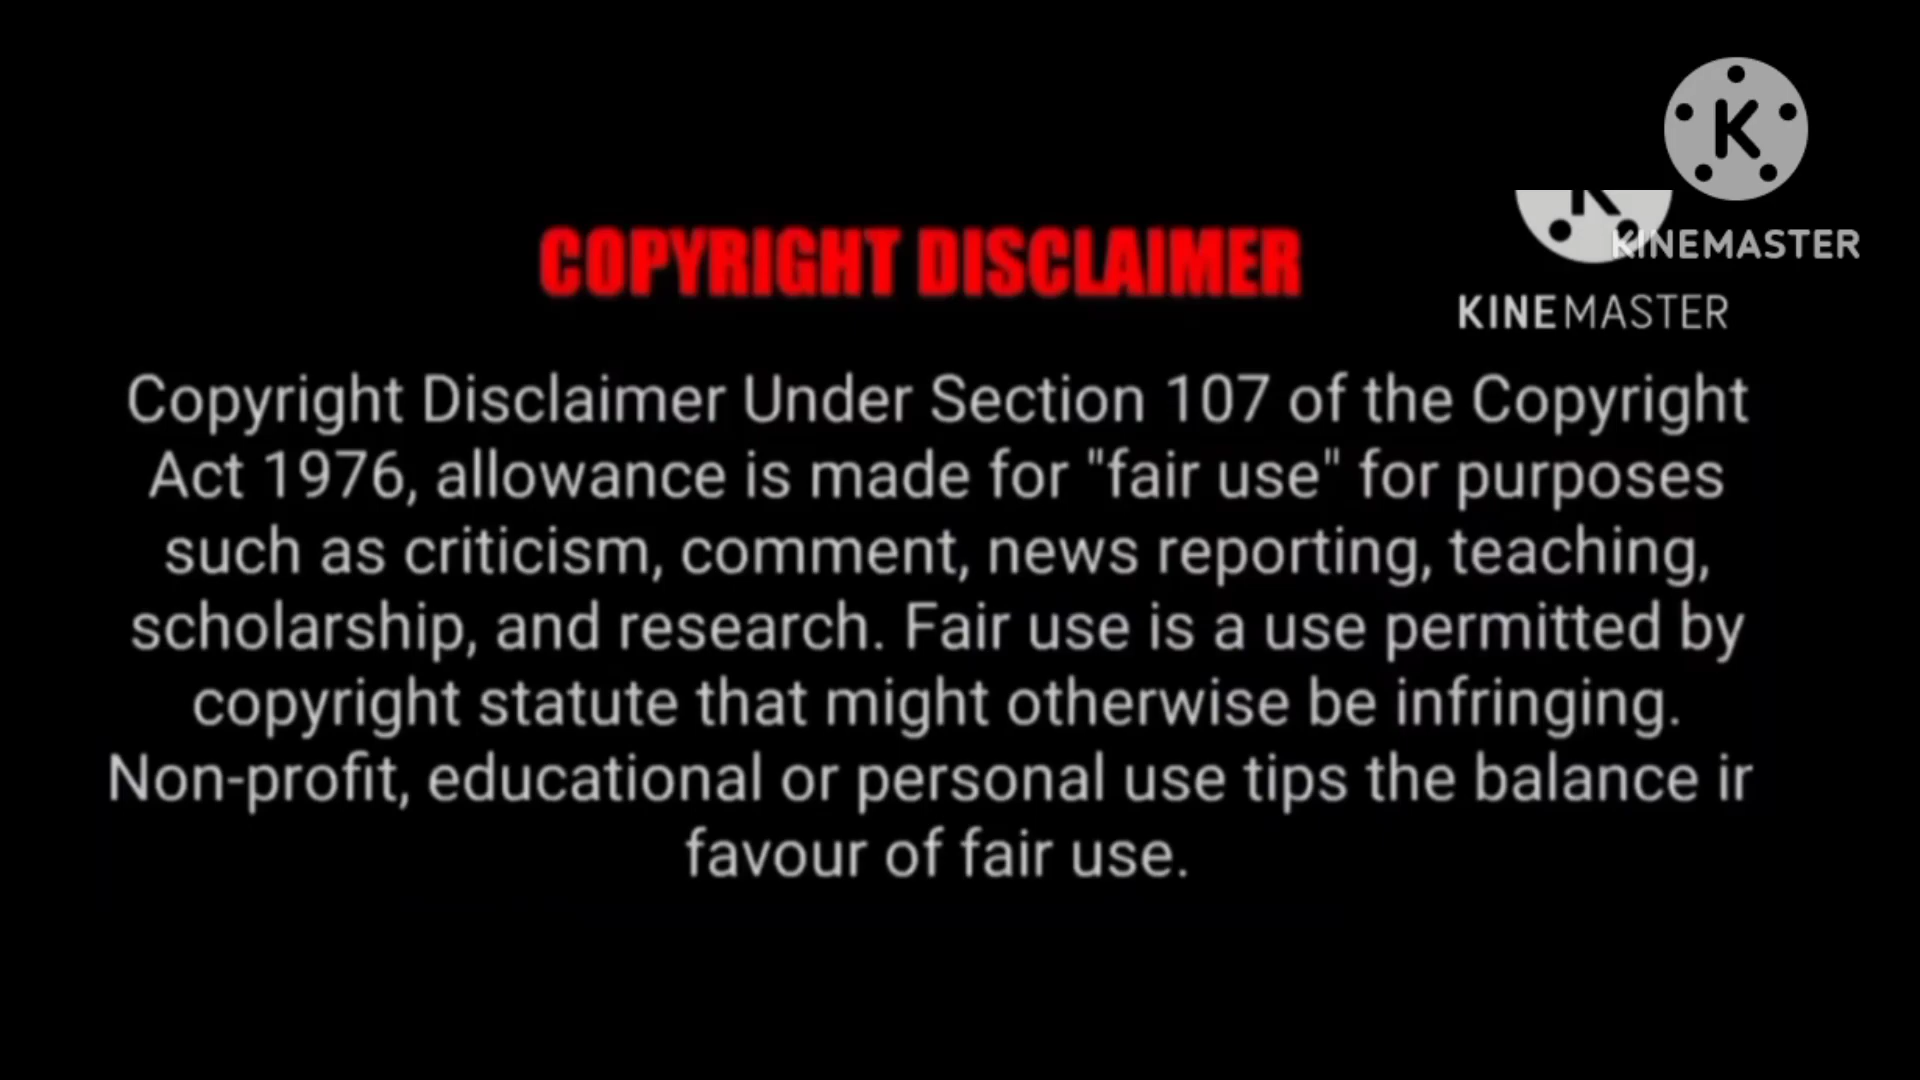 K
K
KINEMASTER
COPYRIGHT DISCLAIMER
KINEMASTER
Copyright Disclaimer Under Section 107 of the Copyright
Act 1976, allowance is made for "fair use" for purposes
such as criticism, comment, news reporting, teaching,
scholarship, and research. Fair use is a use permitted by
copyright statute that might otherwise be infringing.
Non-profit, educational or personal use tips the balance ir
favour of fair use.